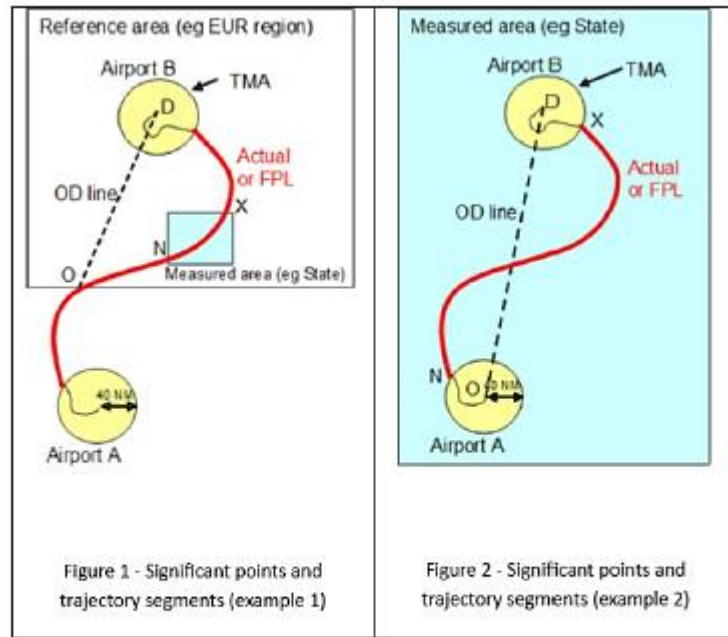 Reference area (eg EUR region)
Airport B
TMA
D
Actual
or FPL
OD line
X
N
O
Measured area (eg State)
40 NM
Airport A
Figure 1 - Significant points and
trajectory segments (example 1)
Measured area (eg State)
Airport B
TMA
D
X
Actual
or FPL
OD line
N
O
40 NM
Airport A
Figure 2 - Significant points and
trajectory segments (example 2)